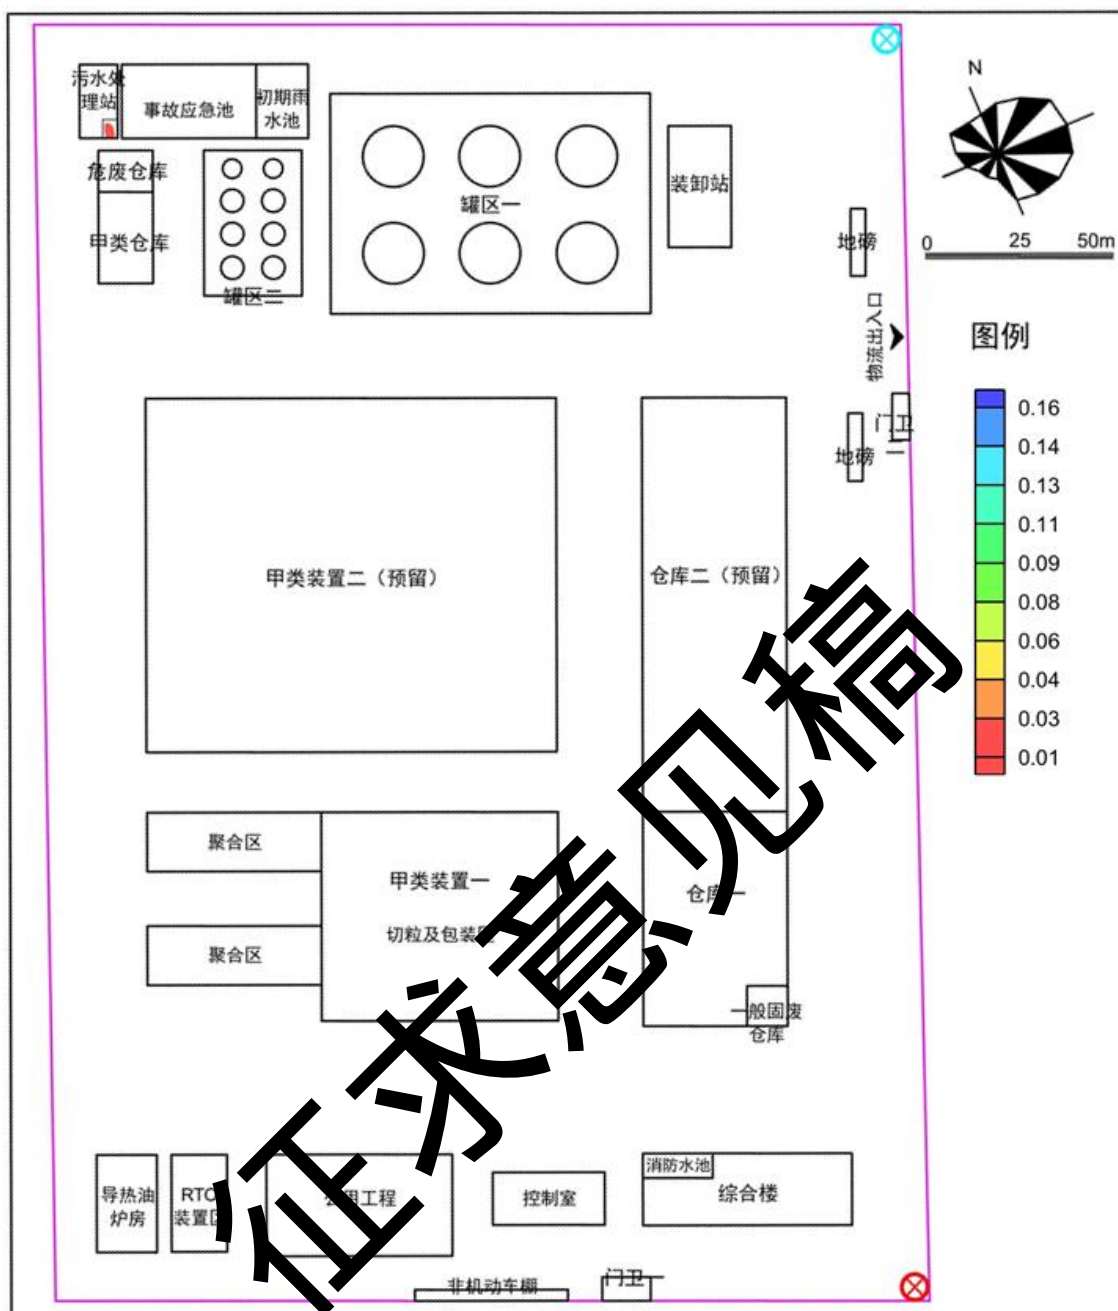 污水处
理站
事故应急池
初期雨
水池
危废仓库
甲类仓库
罐区二
罐区一
装卸站
地磅
物流出入口
门卫二
地磅
N
0 25 50m
图例
0.16
0.14
0.13
0.11
0.09
0.08
0.06
0.04
0.03
0.01
甲类装置二（预留）
仓库二（预留）
聚合区
甲类装置一
切粒及包装区
聚合区
仓库一
一般固废
仓库
导热油
炉房
RTO
装置区
公用工程
控制室
消防水池
综合楼
非机动车棚
门卫一
征求意见稿